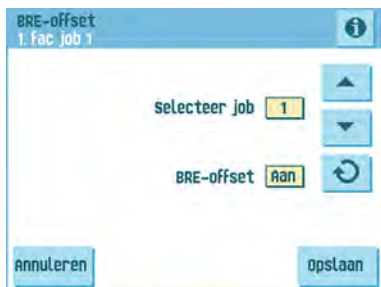 BRE-offset
1. Fac job 1
Selecteer job 1
BRE-offset Aan
Annuleren
Opslaan